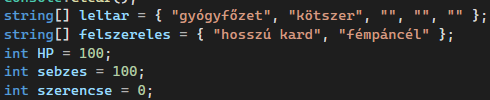 string[] leltar = { "gyógyfőzet", "kötszer", "", "", "" };
string[] felszereles = { "hosszú kard", "fémpáncél" };
int HP = 100;
int sebzes = 100;
int szerencse = 0;